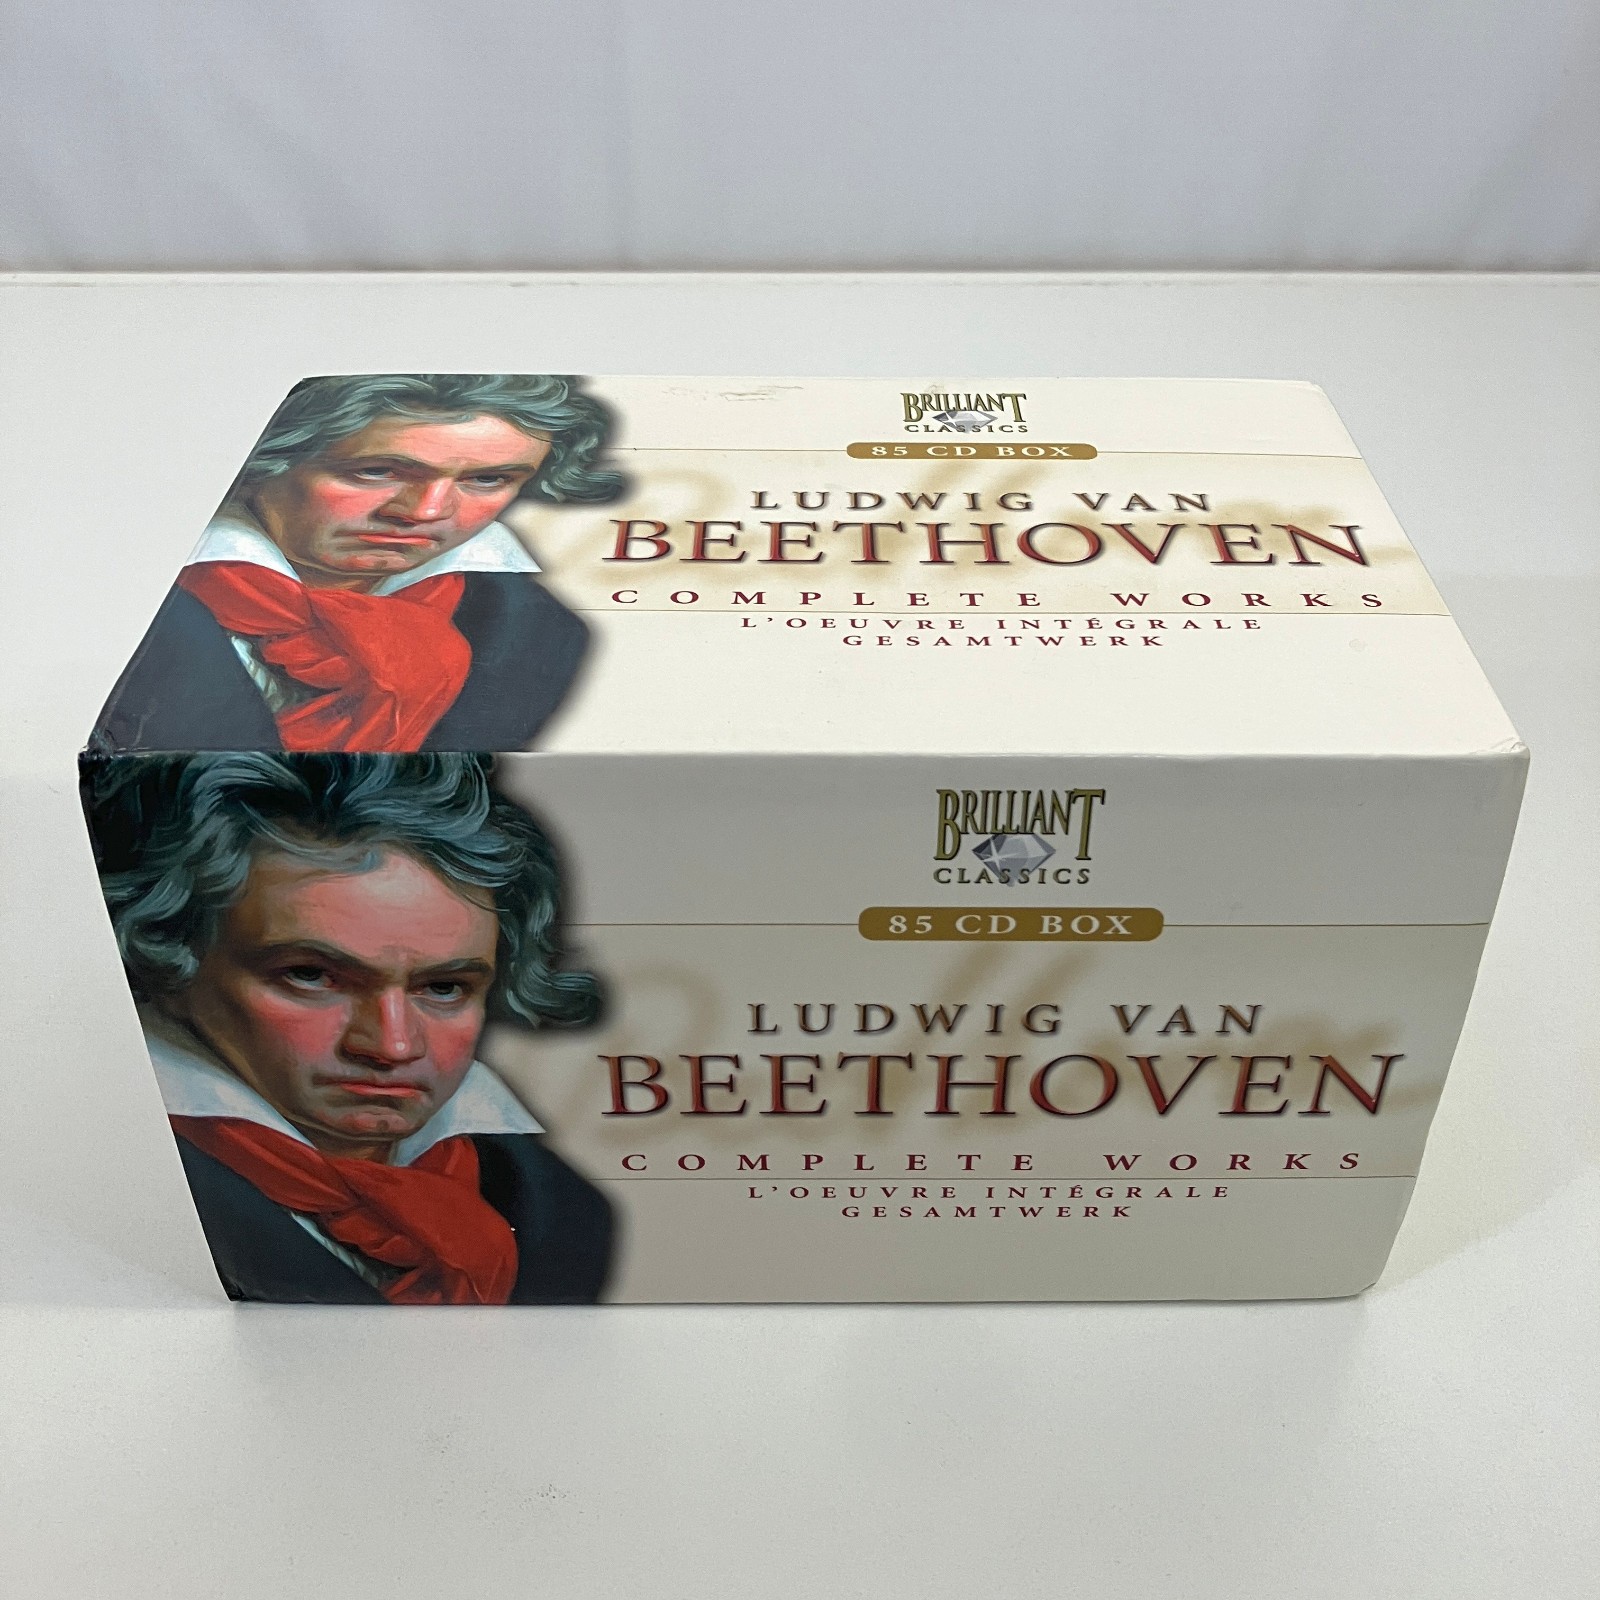 BRILLIANT
CLASSICS
85 CD BOX
LUDWIG VAN
BEETHOVEN
COMPLETE WORKS
L'OEUVRE INTÉGRALE
GESAMTWERK
BRILLIANT
CLASSICS
85 CD BOX
LUDWIG VAN
BEETHOVEN
COMPLETE WORKS
L'OEUVRE INTÉGRALE
GESAMTWERK